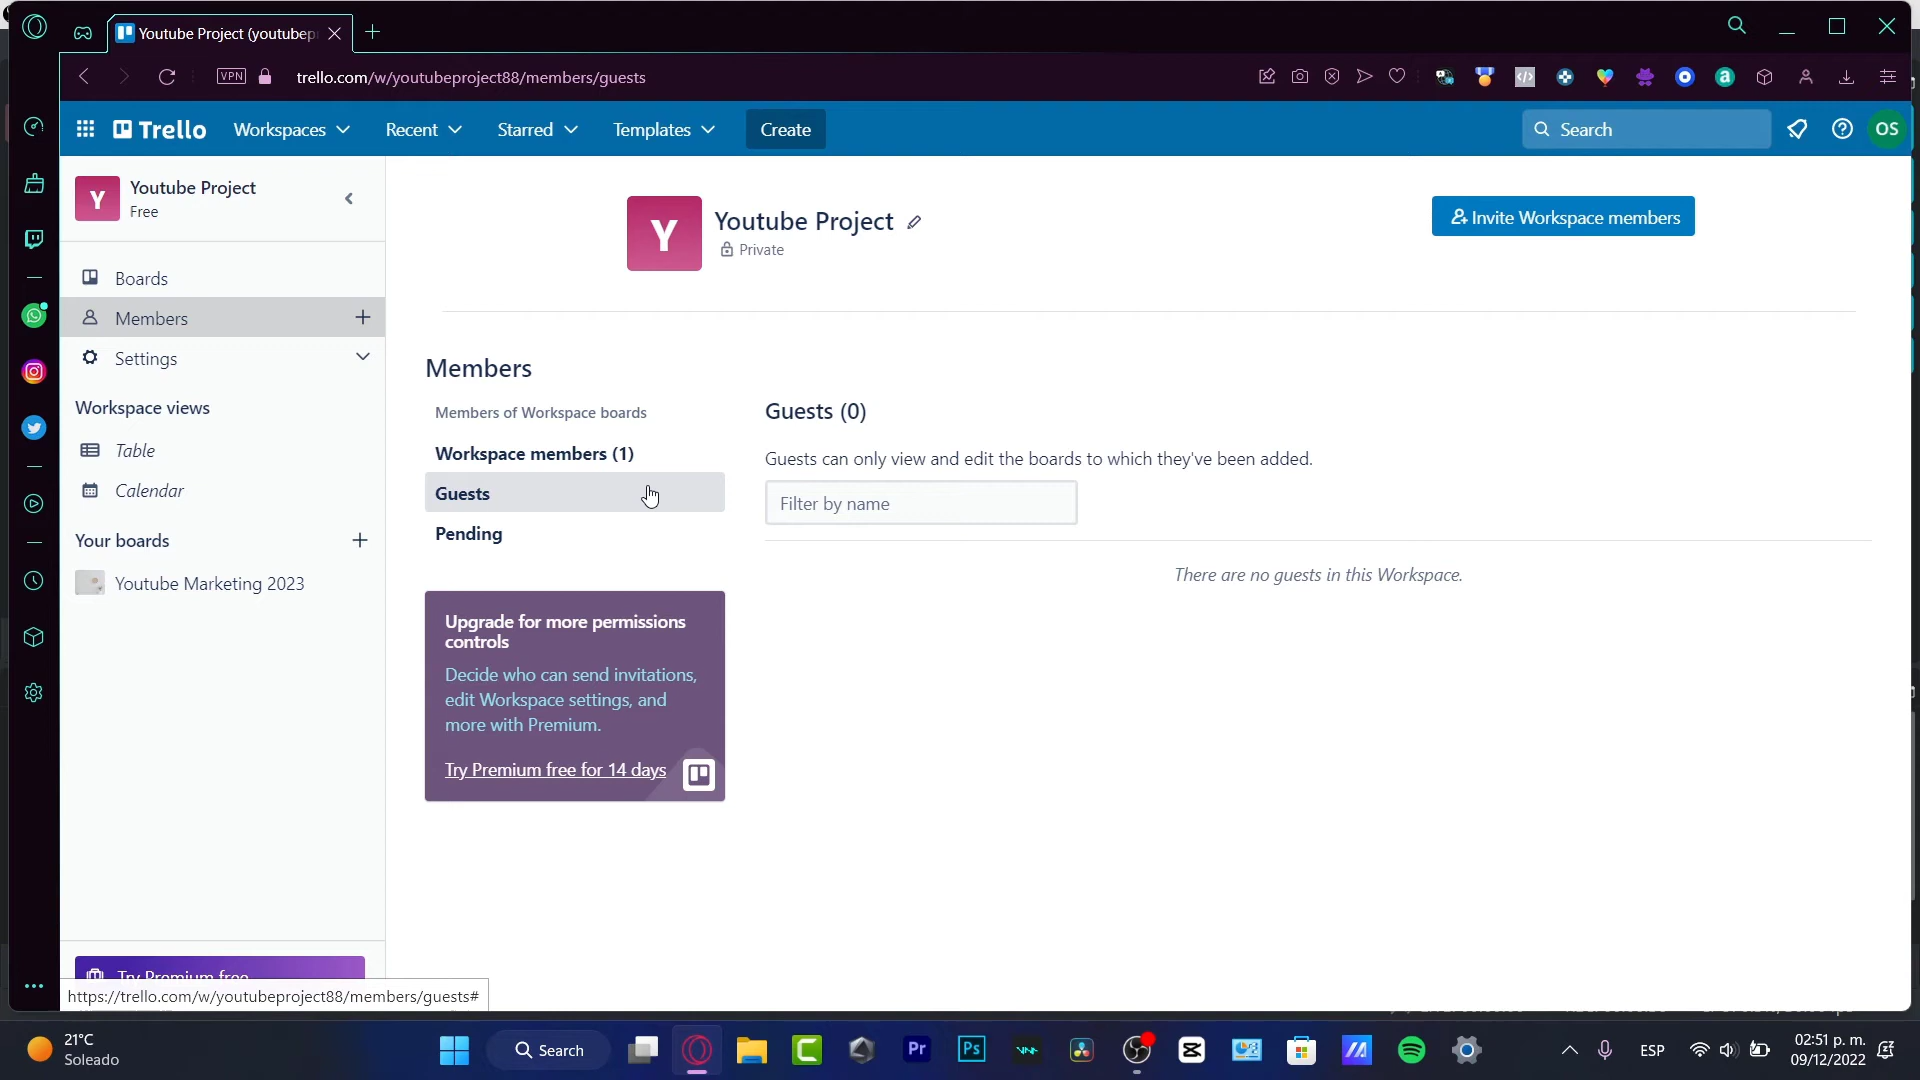 Youtube Project (youtubep
VPN
trello.com/w/youtubeproject88/members/guests
Trello
Workspaces
Recent
Starred
Templates
Create
Search
OS
Y
Youtube Project
Free
Boards
Members
Settings
Workspace views
Table
Calendar
Your boards
Youtube Marketing 2023
Try Premium free
https://trello.com/w/youtubeproject88/members/guests#
Y
Youtube Project
Private
Invite Workspace members
Members
Members of Workspace boards
Workspace members (1)
Guests
Pending
Upgrade for more permissions
controls
Decide who can send invitations,
edit Workspace settings, and
more with Premium.
Try Premium free for 14 days
Guests (0)
Guests can only view and edit the boards to which they've been added.
Filter by name
There are no guests in this Workspace.
21°C
Soleado
Search
Pr
Ps
ESP
02:51 p. m.
09/12/2022